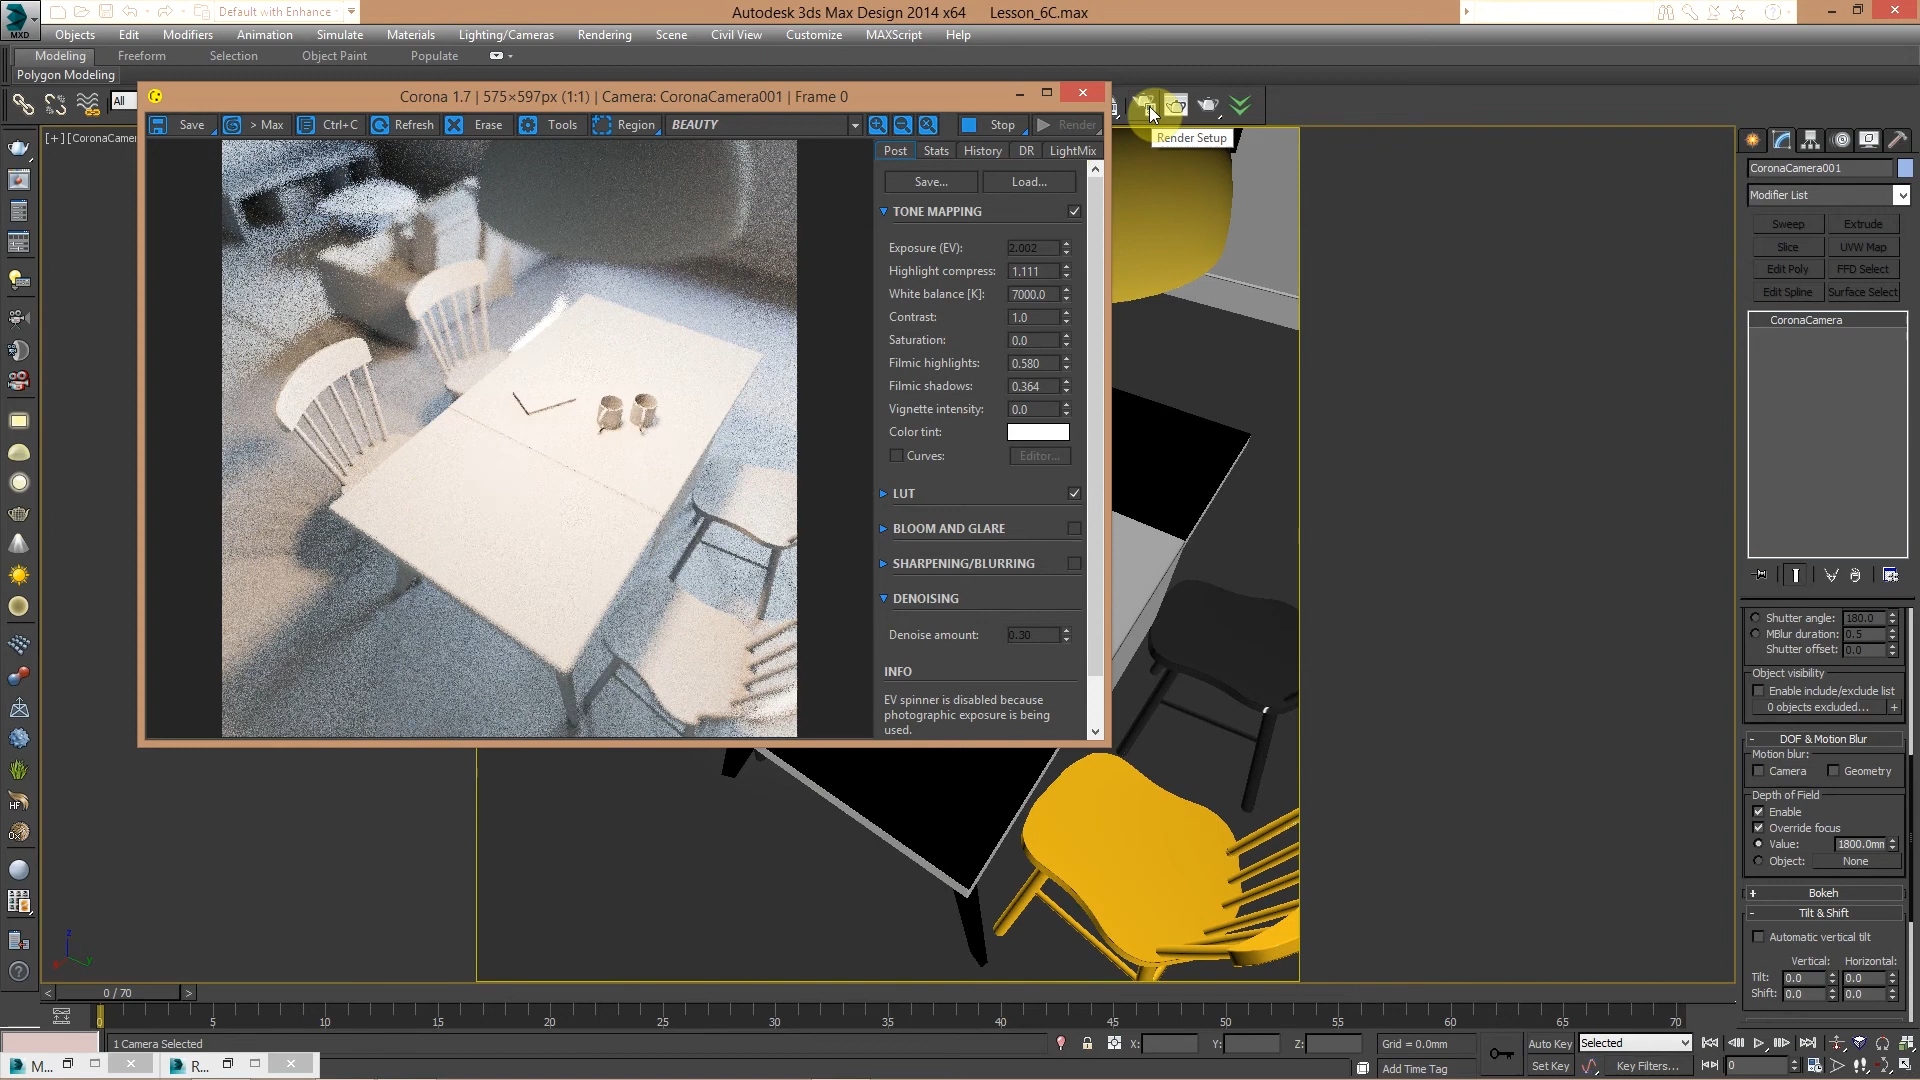 Default with Enhance
Autodesk 3ds Max Design 2014 x64 Lesson_6C.max
MXD
Objects Edit Modifiers Animation Simulate Materials Lighting/Cameras Rendering Scene Civil View Customize MAXScript Help
Modeling Freeform Selection Object Paint Populate
Polygon Modeling
All
Corona 1.7 | 575×597px (1:1) | Camera: CoronaCamera001 | Frame 0
Save > Max Ctrl+C Refresh Erase Tools Region BEAUTY Stop Render
Render Setup
[+] [CoronaCamer
Post Stats History DR LightMix
Save... Load...
TONE MAPPING
Exposure (EV): 2.002
Highlight compress: 1.111
White balance [K]: 7000.0
Contrast: 1.0
Saturation: 0.0
Filmic highlights: 0.580
Filmic shadows: 0.364
Vignette intensity: 0.0
Color tint:
Curves: Editor...
LUT
BLOOM AND GLARE
SHARPENING/BLURRING
DENOISING
Denoise amount: 0.30
INFO
EV spinner is disabled because
photographic exposure is being
used.
CoronaCamera001
Modifier List
Sweep Extrude
Slice UVW Map
Edit Poly FFD Select
Edit Spline Surface Select
CoronaCamera
Shutter angle: 180.0
MBlur duration: 0.5
Shutter offset: 0.0
Object visibility
Enable include/exclude list
0 objects excluded... +
- DOF & Motion Blur
Motion blur:
Camera Geometry
Depth of Field
Enable
Override focus
Value: 1800.0mm
Object: None
+ Bokeh
- Tilt & Shift
Automatic vertical tilt
Vertical: Horizontal:
Tilt: 0.0 0.0
Shift: 0.0 0.0
HF
z
x
y
< 0 / 70 >
0 5 10 15 20 25 30 35 40 45 50 55 60 65 70
1 Camera Selected
X: Y: Z: Grid = 0.0mm
Auto Key Selected
M...
R...
Add Time Tag
Set Key Key Filters... 0